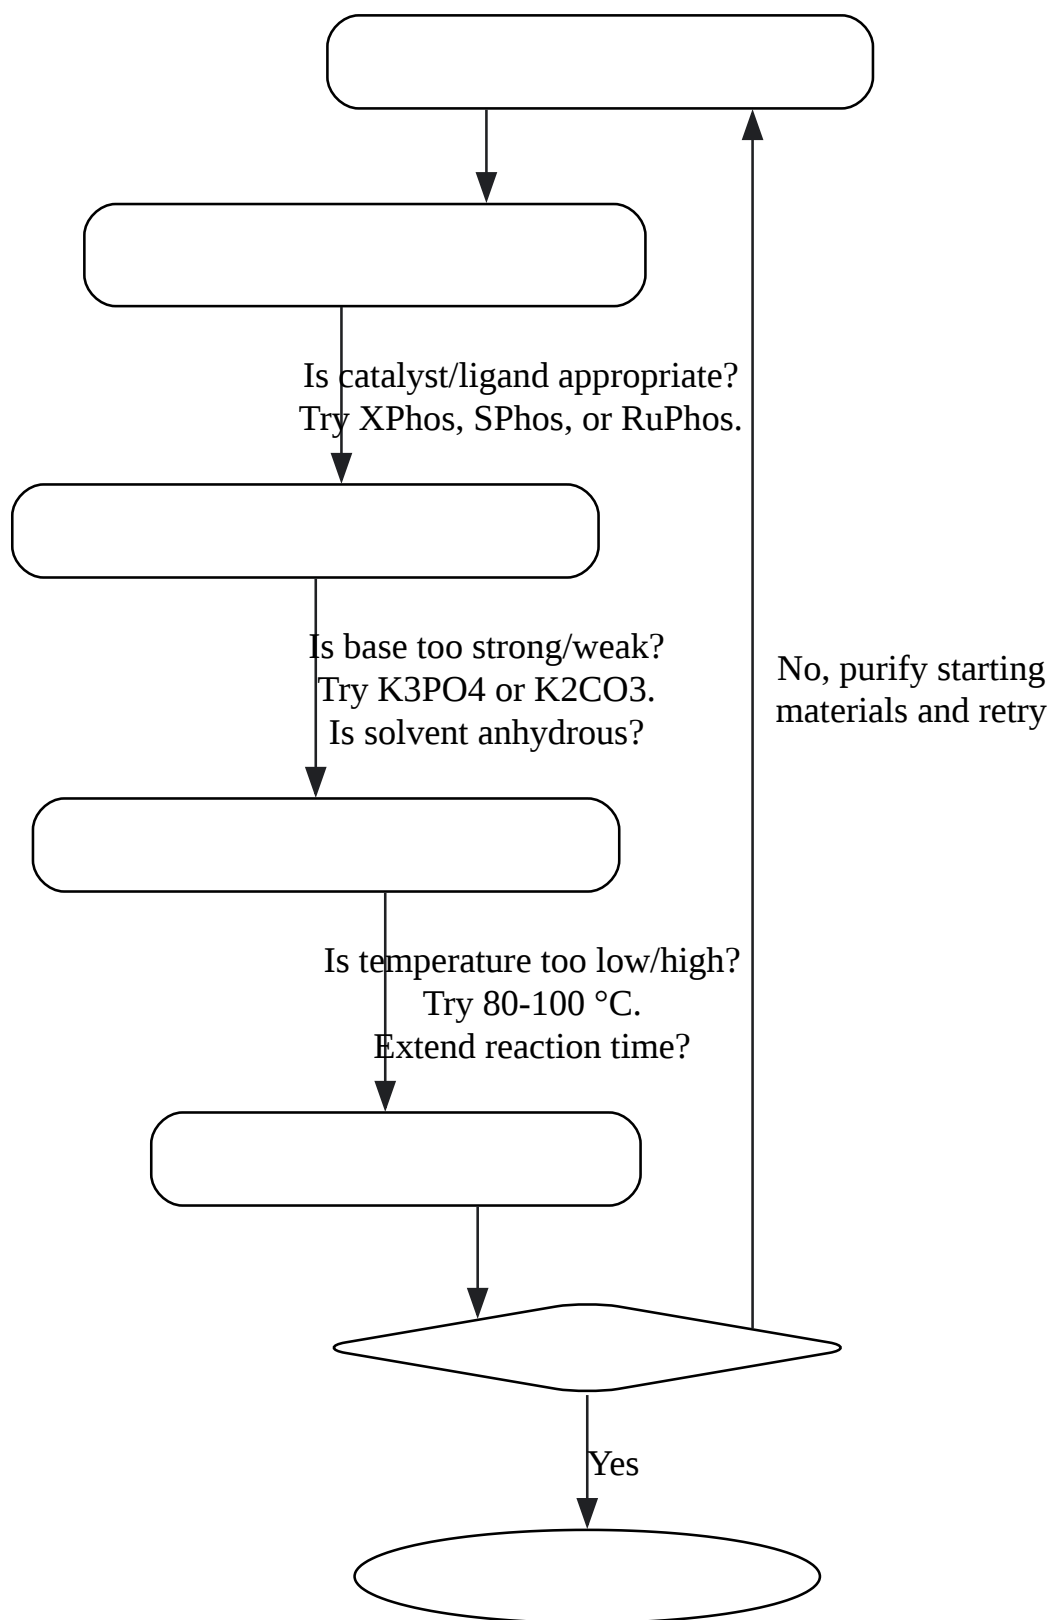 Is catalyst/ligand appropriate?
Try XPhos, SPhos, or RuPhos.
Is base too strong/weak?
Try K3PO4 or K2CO3.
Is solvent anhydrous?
No, purify starting
materials and retry
Is temperature too low/high?
Try 80-100 °C.
Extend reaction time?
Yes